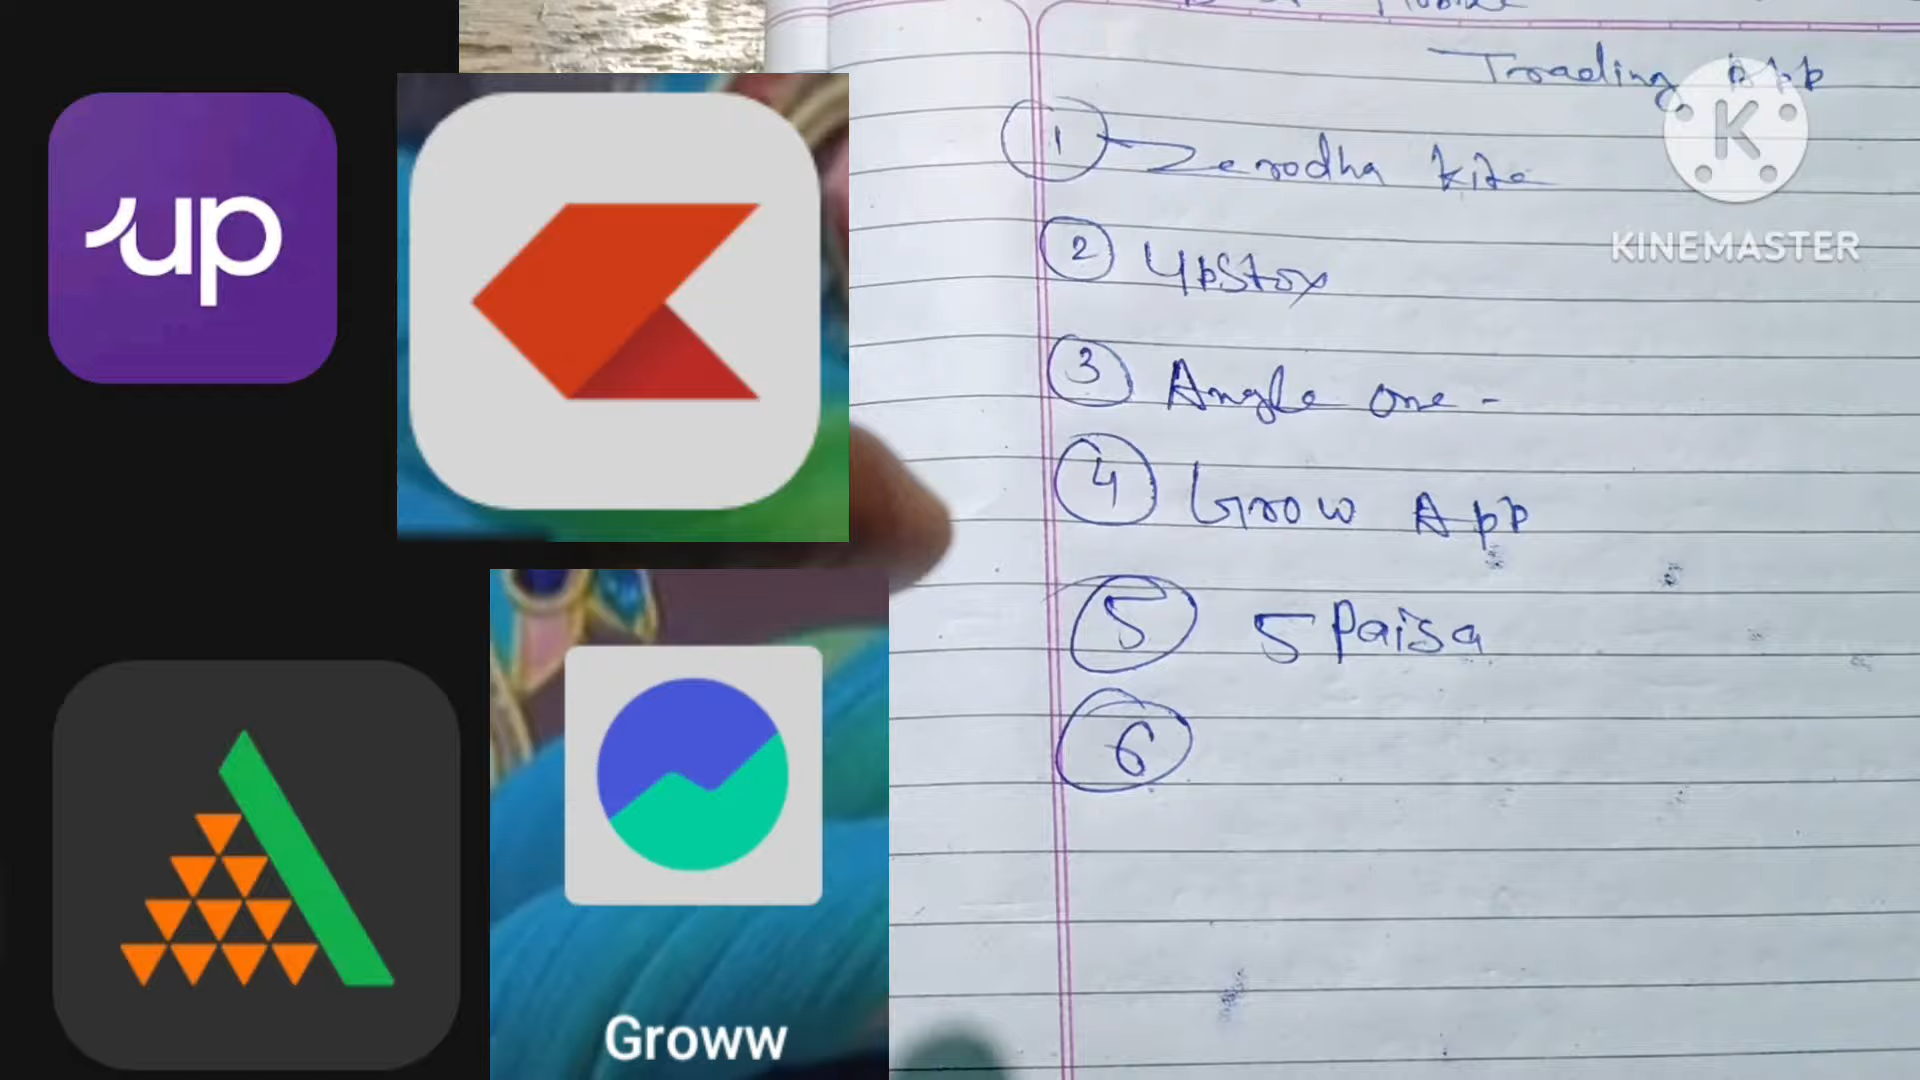 up
Trading App
1 Zerodha kite
2 UpStox
3 Angle one -
4 Grow App
5 5 Paisa
6
K
KINEMASTER
Groww